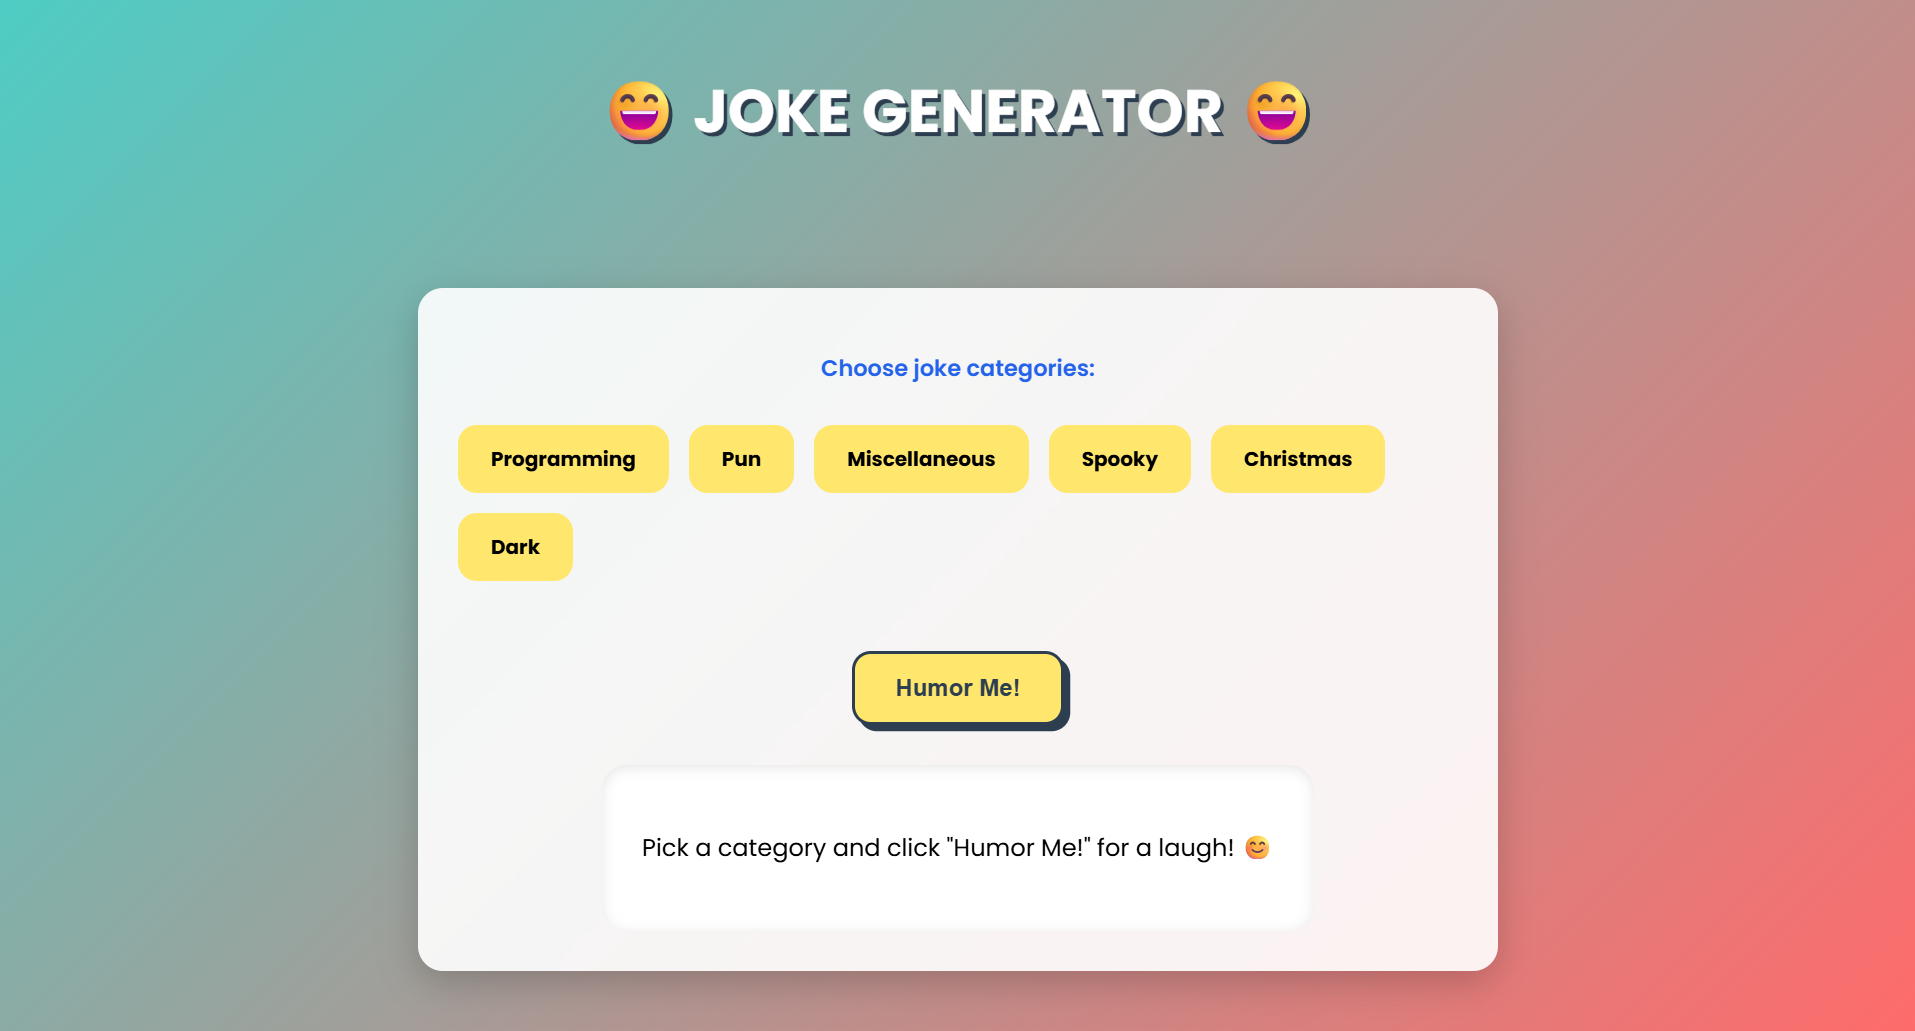 😄 JOKE GENERATOR 😄
Choose joke categories:
Programming Pun Miscellaneous Spooky Christmas
Dark
Humor Me!
Pick a category and click "Humor Me!" for a laugh! 😊